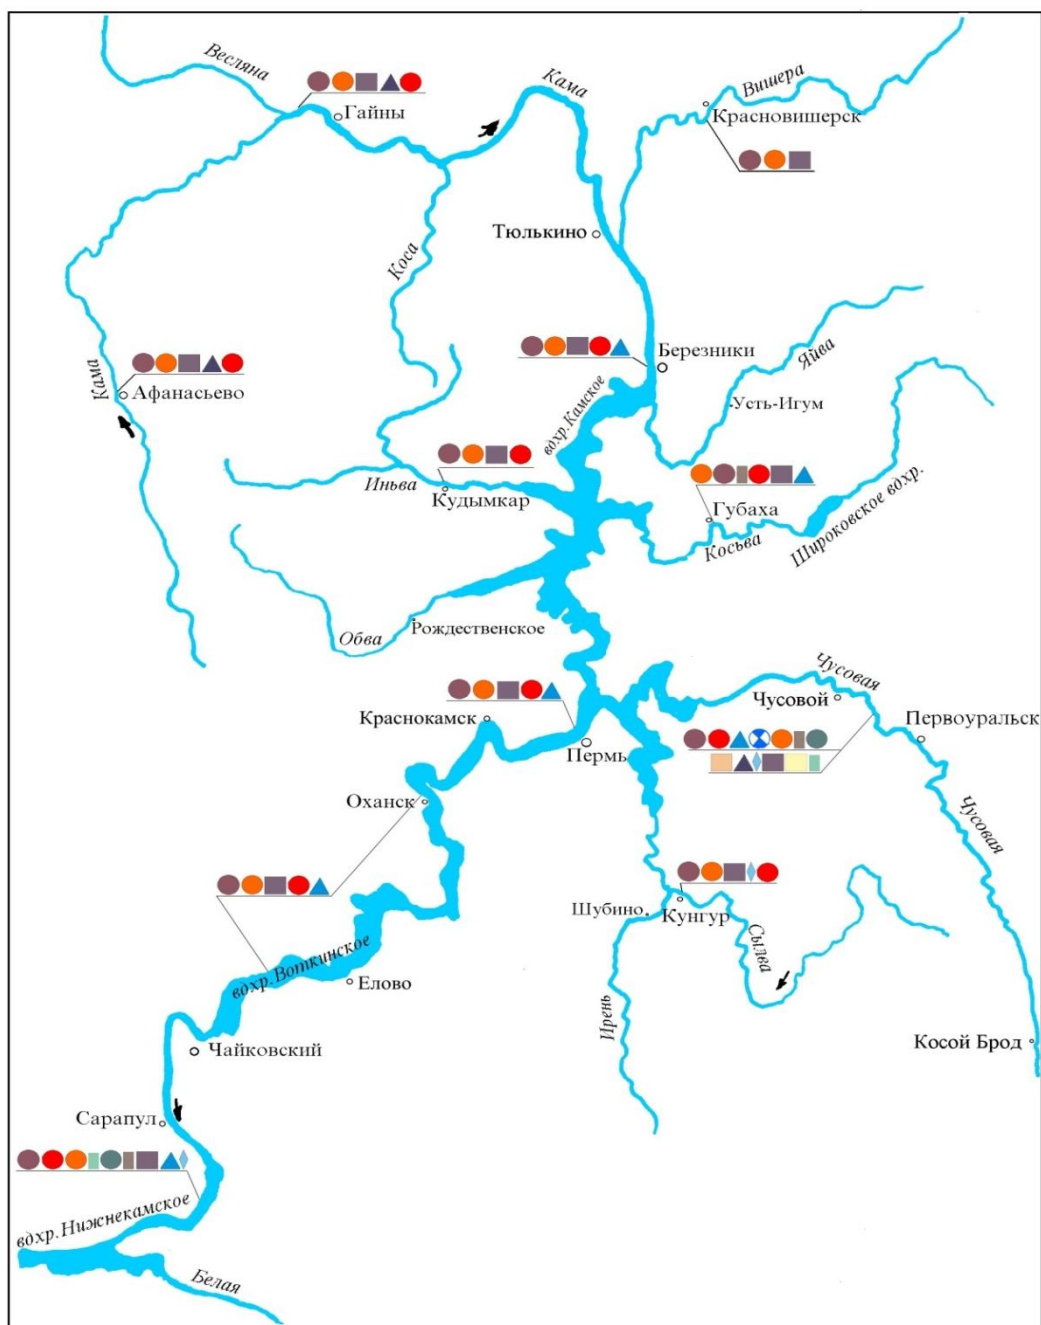 Весляна
Гайны
Кама
Вишера
Красновишерск
Тюлькино
Коса
Кама
Афанасьево
Березники
Яйва
Усть-Игум
вдхр. Камское
Иньва
Кудымкар
Губаха
Косьва
Широковское вдхр.
Обва
Рождественское
Чусовая
Чусовой
Первоуральск
Краснокамск
Пермь
Оханск
Чусовая
Шубино
Кунгур
Сылва
вдхр. Воткинское
Елово
Ирень
Чайковский
Косой Брод
Сарапул
вдхр. Нижнекамское
Белая